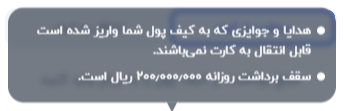 ● هدایا و جوایزی که به کیف پول شما واریز شده است
قابل انتقال به کارت نمی‌باشند.
● سقف برداشت روزانه ۲۰۰٫۰۰۰٫۰۰۰ ریال است.